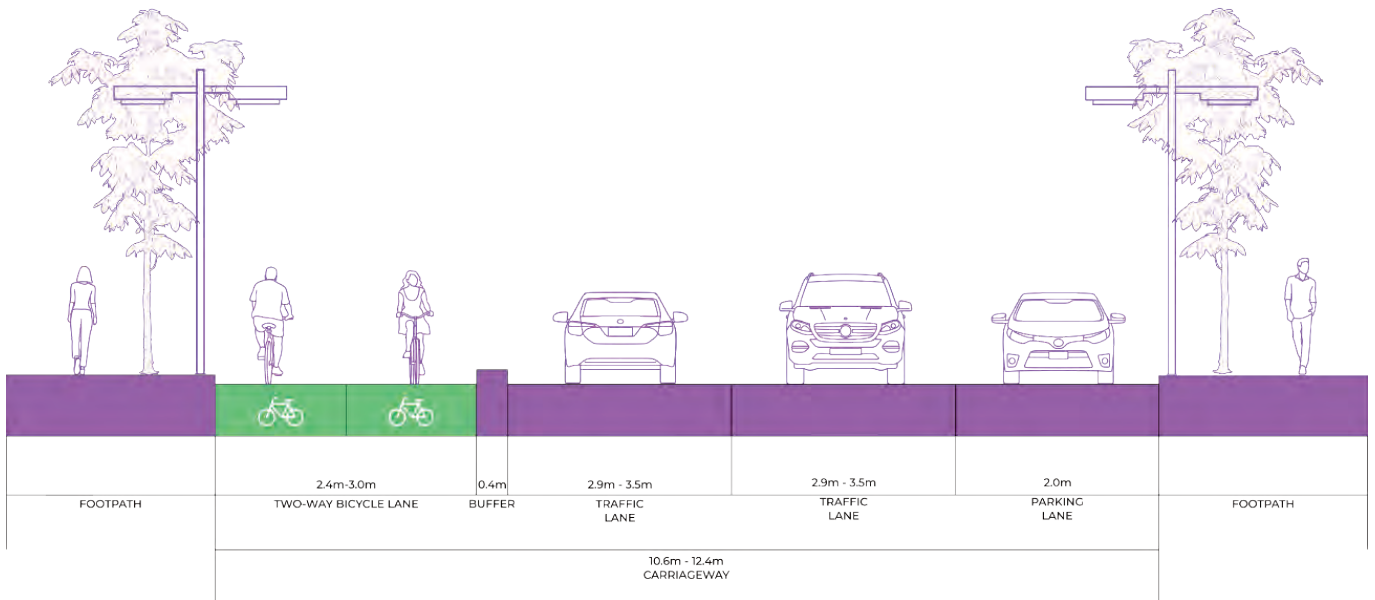 2.4m-3.0m
0.4m
2.9m - 3.5m
2.9m - 3.5m
2.0m
FOOTPATH
TWO-WAY BICYCLE LANE
BUFFER
TRAFFIC
LANE
TRAFFIC
LANE
PARKING
LANE
FOOTPATH
10.6m - 12.4m
CARRIAGEWAY